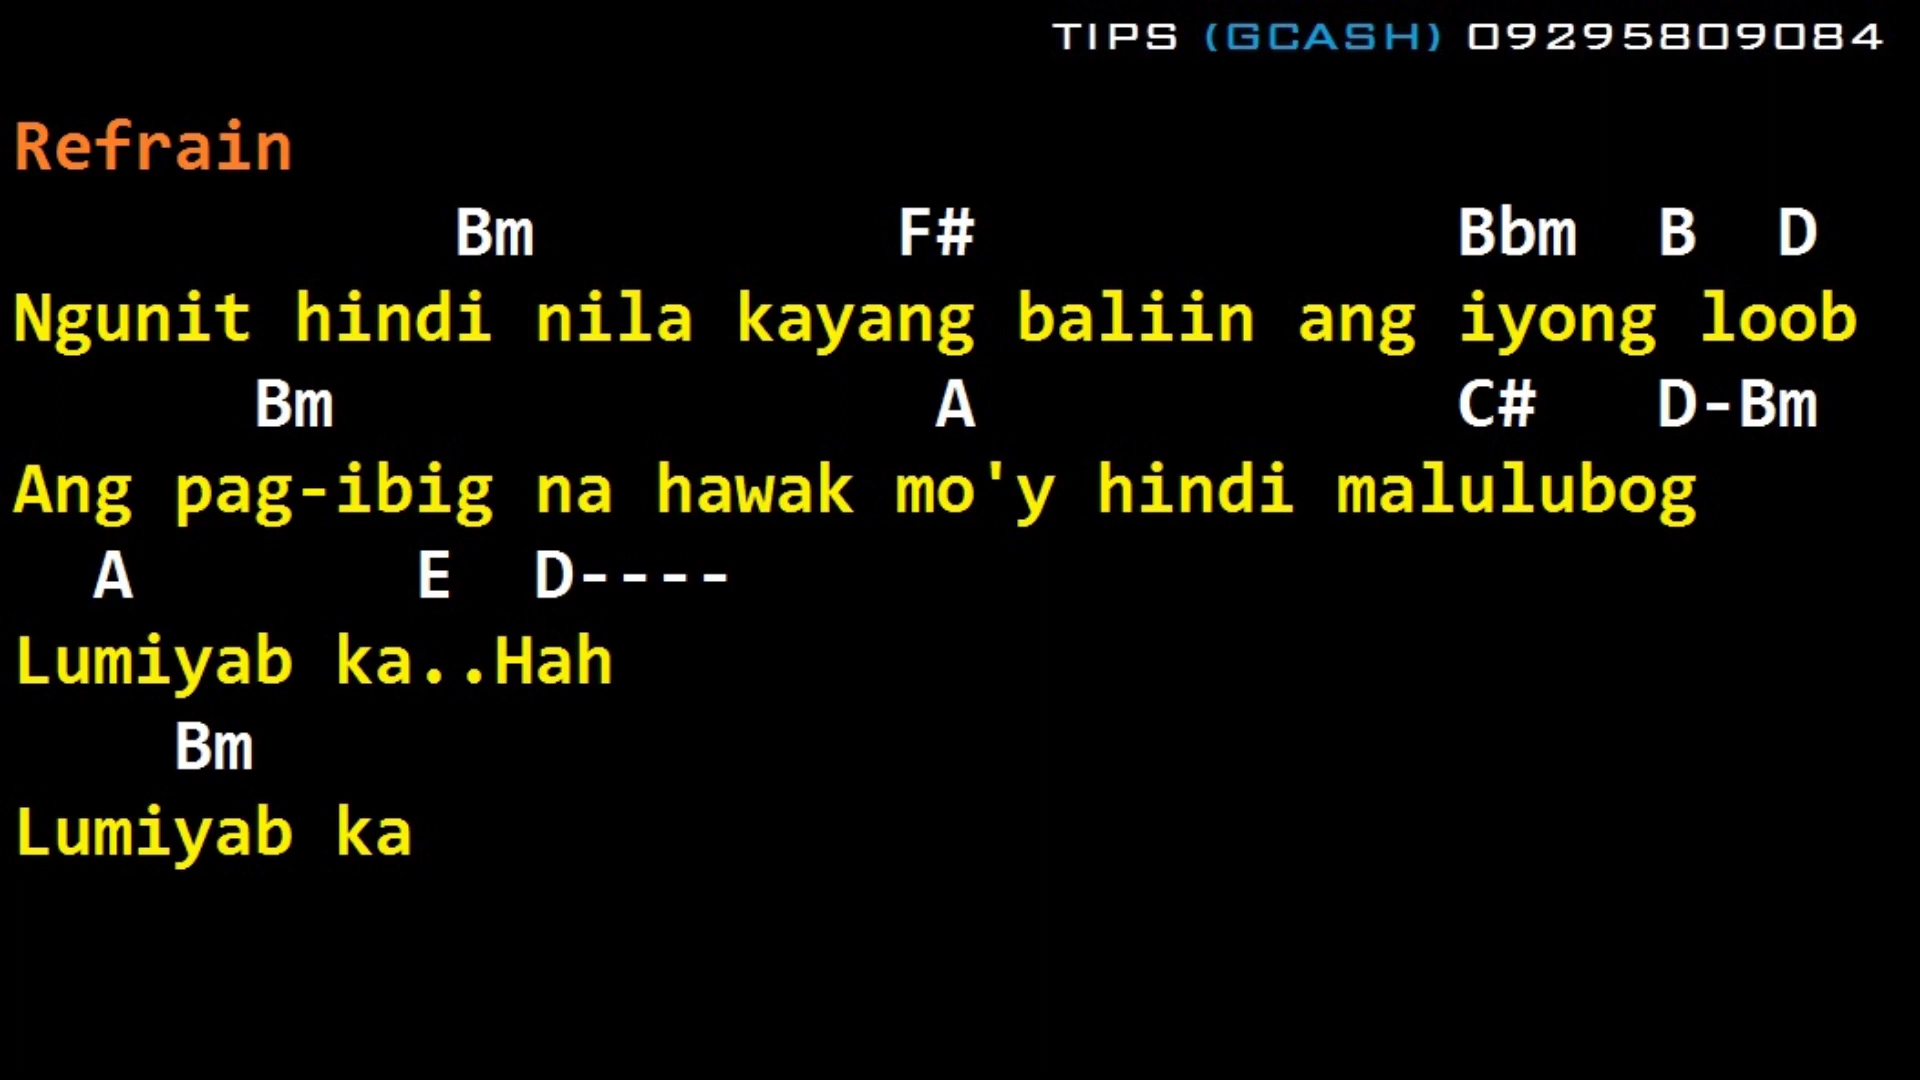 TIPS (GCASH) 09295809084
Refrain
Bm F# Bbm B D
Ngunit hindi nila kayang baliin ang iyong loob
Bm A C# D-Bm
Ang pag-ibig na hawak mo'y hindi malulubog
A E D----
Lumiyab ka..Hah
Bm
Lumiyab ka